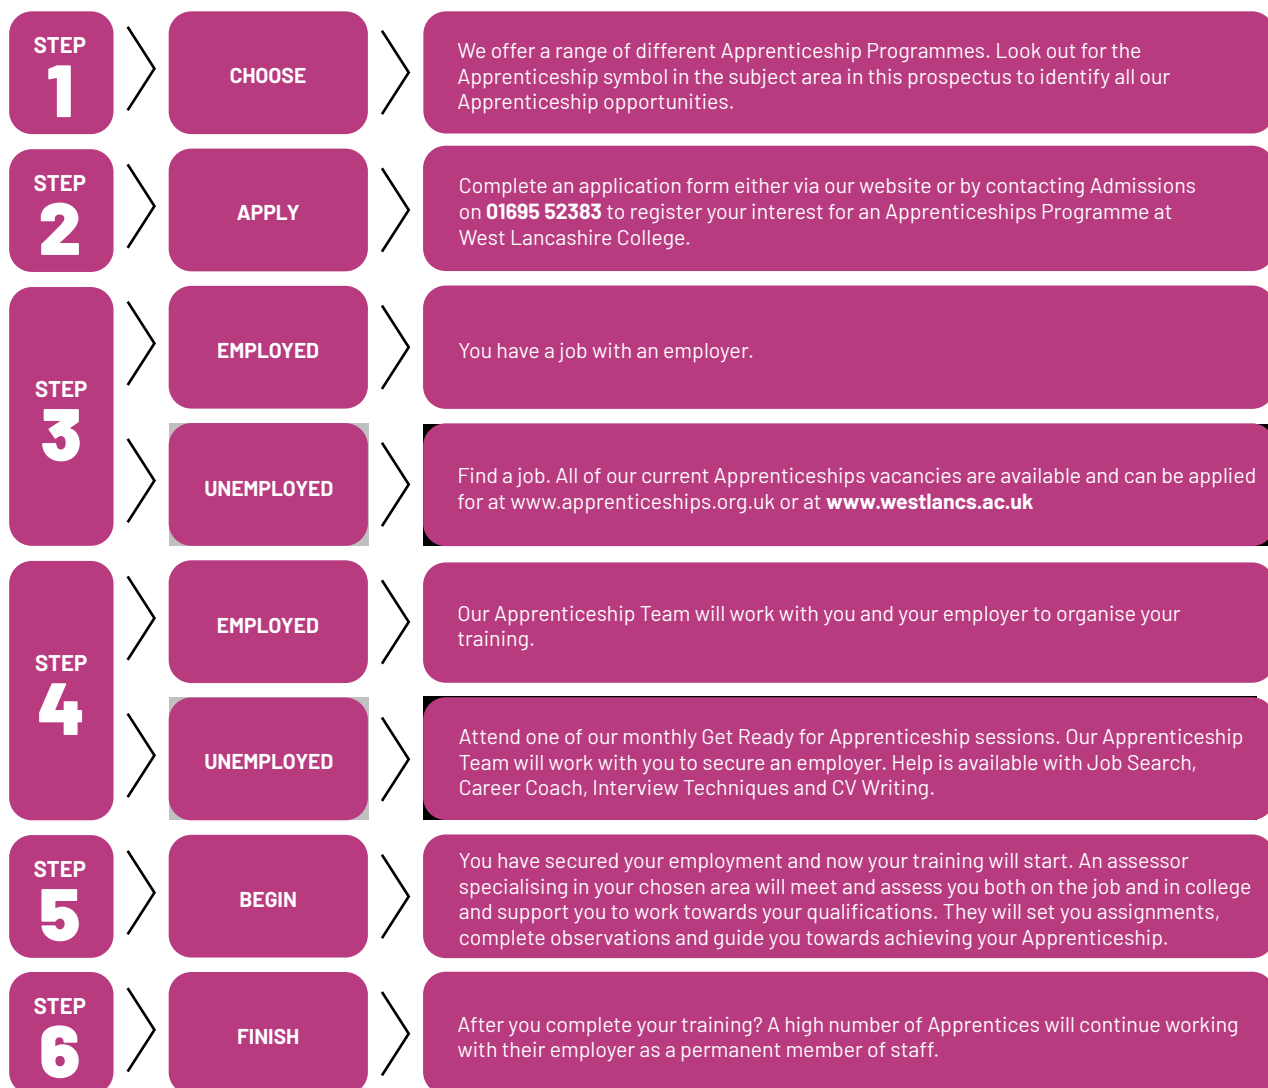 STEP
1
CHOOSE
We offer a range of different Apprenticeship Programmes. Look out for the
Apprenticeship symbol in the subject area in this prospectus to identify all our
Apprenticeship opportunities.
STEP
2
APPLY
Complete an application form either via our website or by contacting Admissions
on 01695 52383 to register your interest for an Apprenticeships Programme at
West Lancashire College.
STEP
3
EMPLOYED
You have a job with an employer.
UNEMPLOYED
Find a job. All of our current Apprenticeships vacancies are available and can be applied
for at www.apprenticeships.org.uk or at www.westlancs.ac.uk
STEP
4
EMPLOYED
Our Apprenticeship Team will work with you and your employer to organise your
training.
UNEMPLOYED
Attend one of our monthly Get Ready for Apprenticeship sessions. Our Apprenticeship
Team will work with you to secure an employer. Help is available with Job Search,
Career Coach, Interview Techniques and CV Writing.
STEP
5
BEGIN
You have secured your employment and now your training will start. An assessor
specialising in your chosen area will meet and assess you both on the job and in college
and support you to work towards your qualifications. They will set you assignments,
complete observations and guide you towards achieving your Apprenticeship.
STEP
6
FINISH
After you complete your training? A high number of Apprentices will continue working
with their employer as a permanent member of staff.